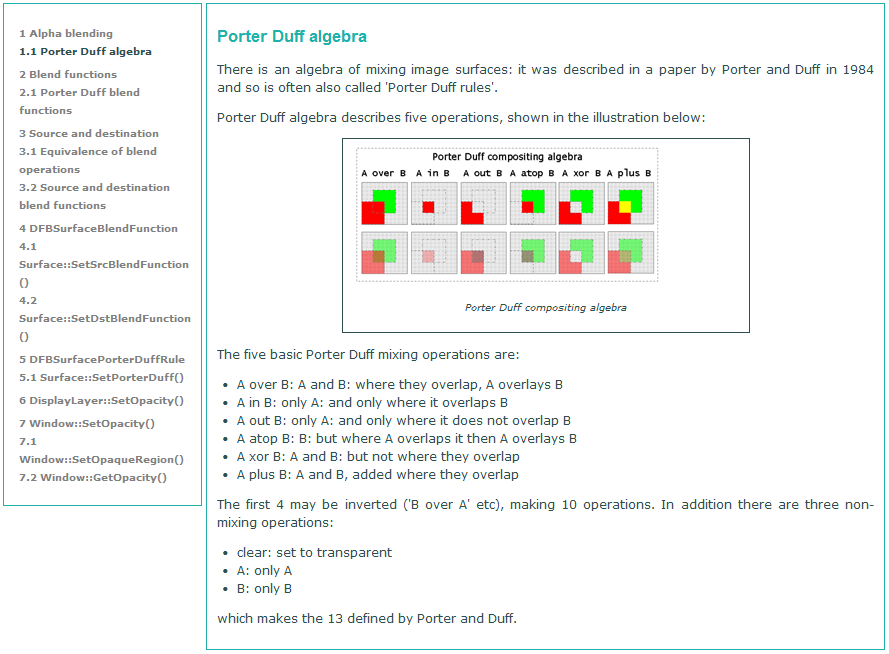 1 Alpha blending
1.1 Porter Duff algebra
2 Blend functions
2.1 Porter Duff blend
functions
3 Source and destination
3.1 Equivalence of blend
operations
3.2 Source and destination
blend functions
4 DFBSurfaceBlendFunction
4.1
Surface::SetSrcBlendFunction
()
4.2
Surface::SetDstBlendFunction
()
5 DFBSurfacePorterDuffRule
5.1 Surface::SetPorterDuff()
6 DisplayLayer::SetOpacity()
7 Window::SetOpacity()
7.1
Window::SetOpaqueRegion()
7.2 Window::GetOpacity()
Porter Duff algebra
There is an algebra of mixing image surfaces: it was described in a paper by Porter and Duff in 1984
and so is often also called 'Porter Duff rules'.
Porter Duff algebra describes five operations, shown in the illustration below:
Porter Duff compositing algebra
A over B A in B A out B A atop B A xor B A plus B
Porter Duff compositing algebra
The five basic Porter Duff mixing operations are:
• A over B: A and B: where they overlap, A overlays B
• A in B: only A: and only where it overlaps B
• A out B: only A: and only where it does not overlap B
• A atop B: B: but where A overlaps it then A overlays B
• A xor B: A and B: but not where they overlap
• A plus B: A and B, added where they overlap
The first 4 may be inverted ('B over A' etc), making 10 operations. In addition there are three non-
mixing operations:
• clear: set to transparent
• A: only A
• B: only B
which makes the 13 defined by Porter and Duff.